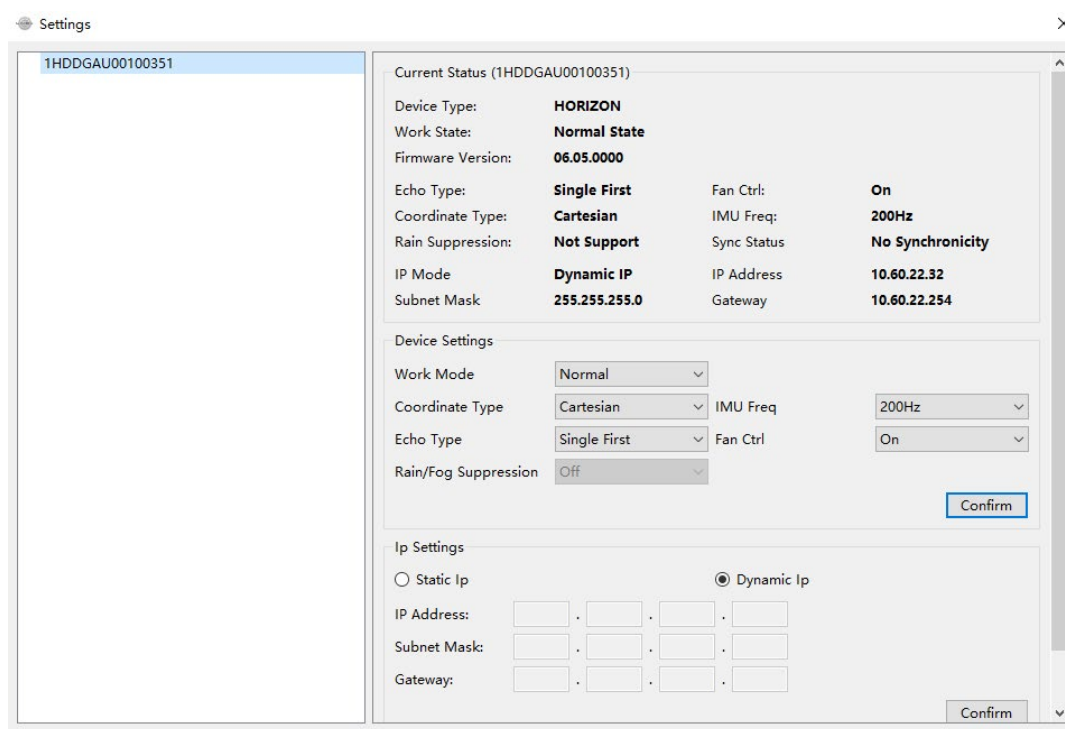 Settings
1HDDGAU00100351
Current Status (1HDDGAU00100351)
Device Type: HORIZON
Work State: Normal State
Firmware Version: 06.05.0000
Echo Type: Single First Fan Ctrl: On
Coordinate Type: Cartesian IMU Freq: 200Hz
Rain Suppression: Not Support Sync Status No Synchronicity
IP Mode Dynamic IP IP Address 10.60.22.32
Subnet Mask 255.255.255.0 Gateway 10.60.22.254
Device Settings
Work Mode Normal
Coordinate Type Cartesian IMU Freq 200Hz
Echo Type Single First Fan Ctrl On
Rain/Fog Suppression Off
Confirm
Ip Settings
Static Ip Dynamic Ip
IP Address: . . .
Subnet Mask: . . .
Gateway: . . .
Confirm